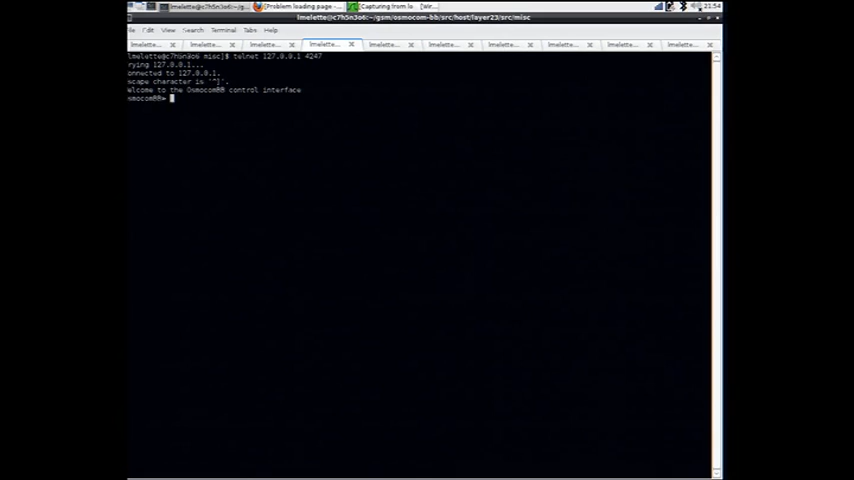 lmelette@c7h5n3o6:~/g... [Problem loading page -... [Capturing from lo [Wir... 21:54
lmelette@c7h5n3o6:~/gsm/osmocom-bb/src/host/layer23/src/misc
Edit View Search Terminal Tabs Help
lmelette... lmelette... lmelette... lmelette... lmelette... lmelette... lmelette... lmelette... lmelette... lmelette...
lmelette@c7h5n3o6 misc]$ telnet 127.0.0.1 4247
rying 127.0.0.1...
onnected to 127.0.0.1.
scape character is '^]'.
Welcome to the OsmocomBB control interface
smocomBB>